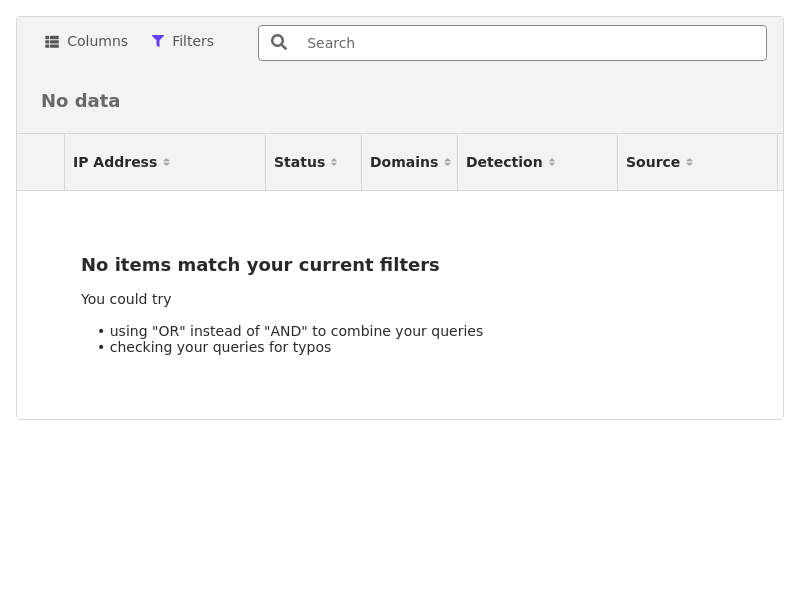 Columns Filters Search
No data
IP Address Status Domains Detection Source
No items match your current filters
You could try
• using "OR" instead of "AND" to combine your queries
• checking your queries for typos